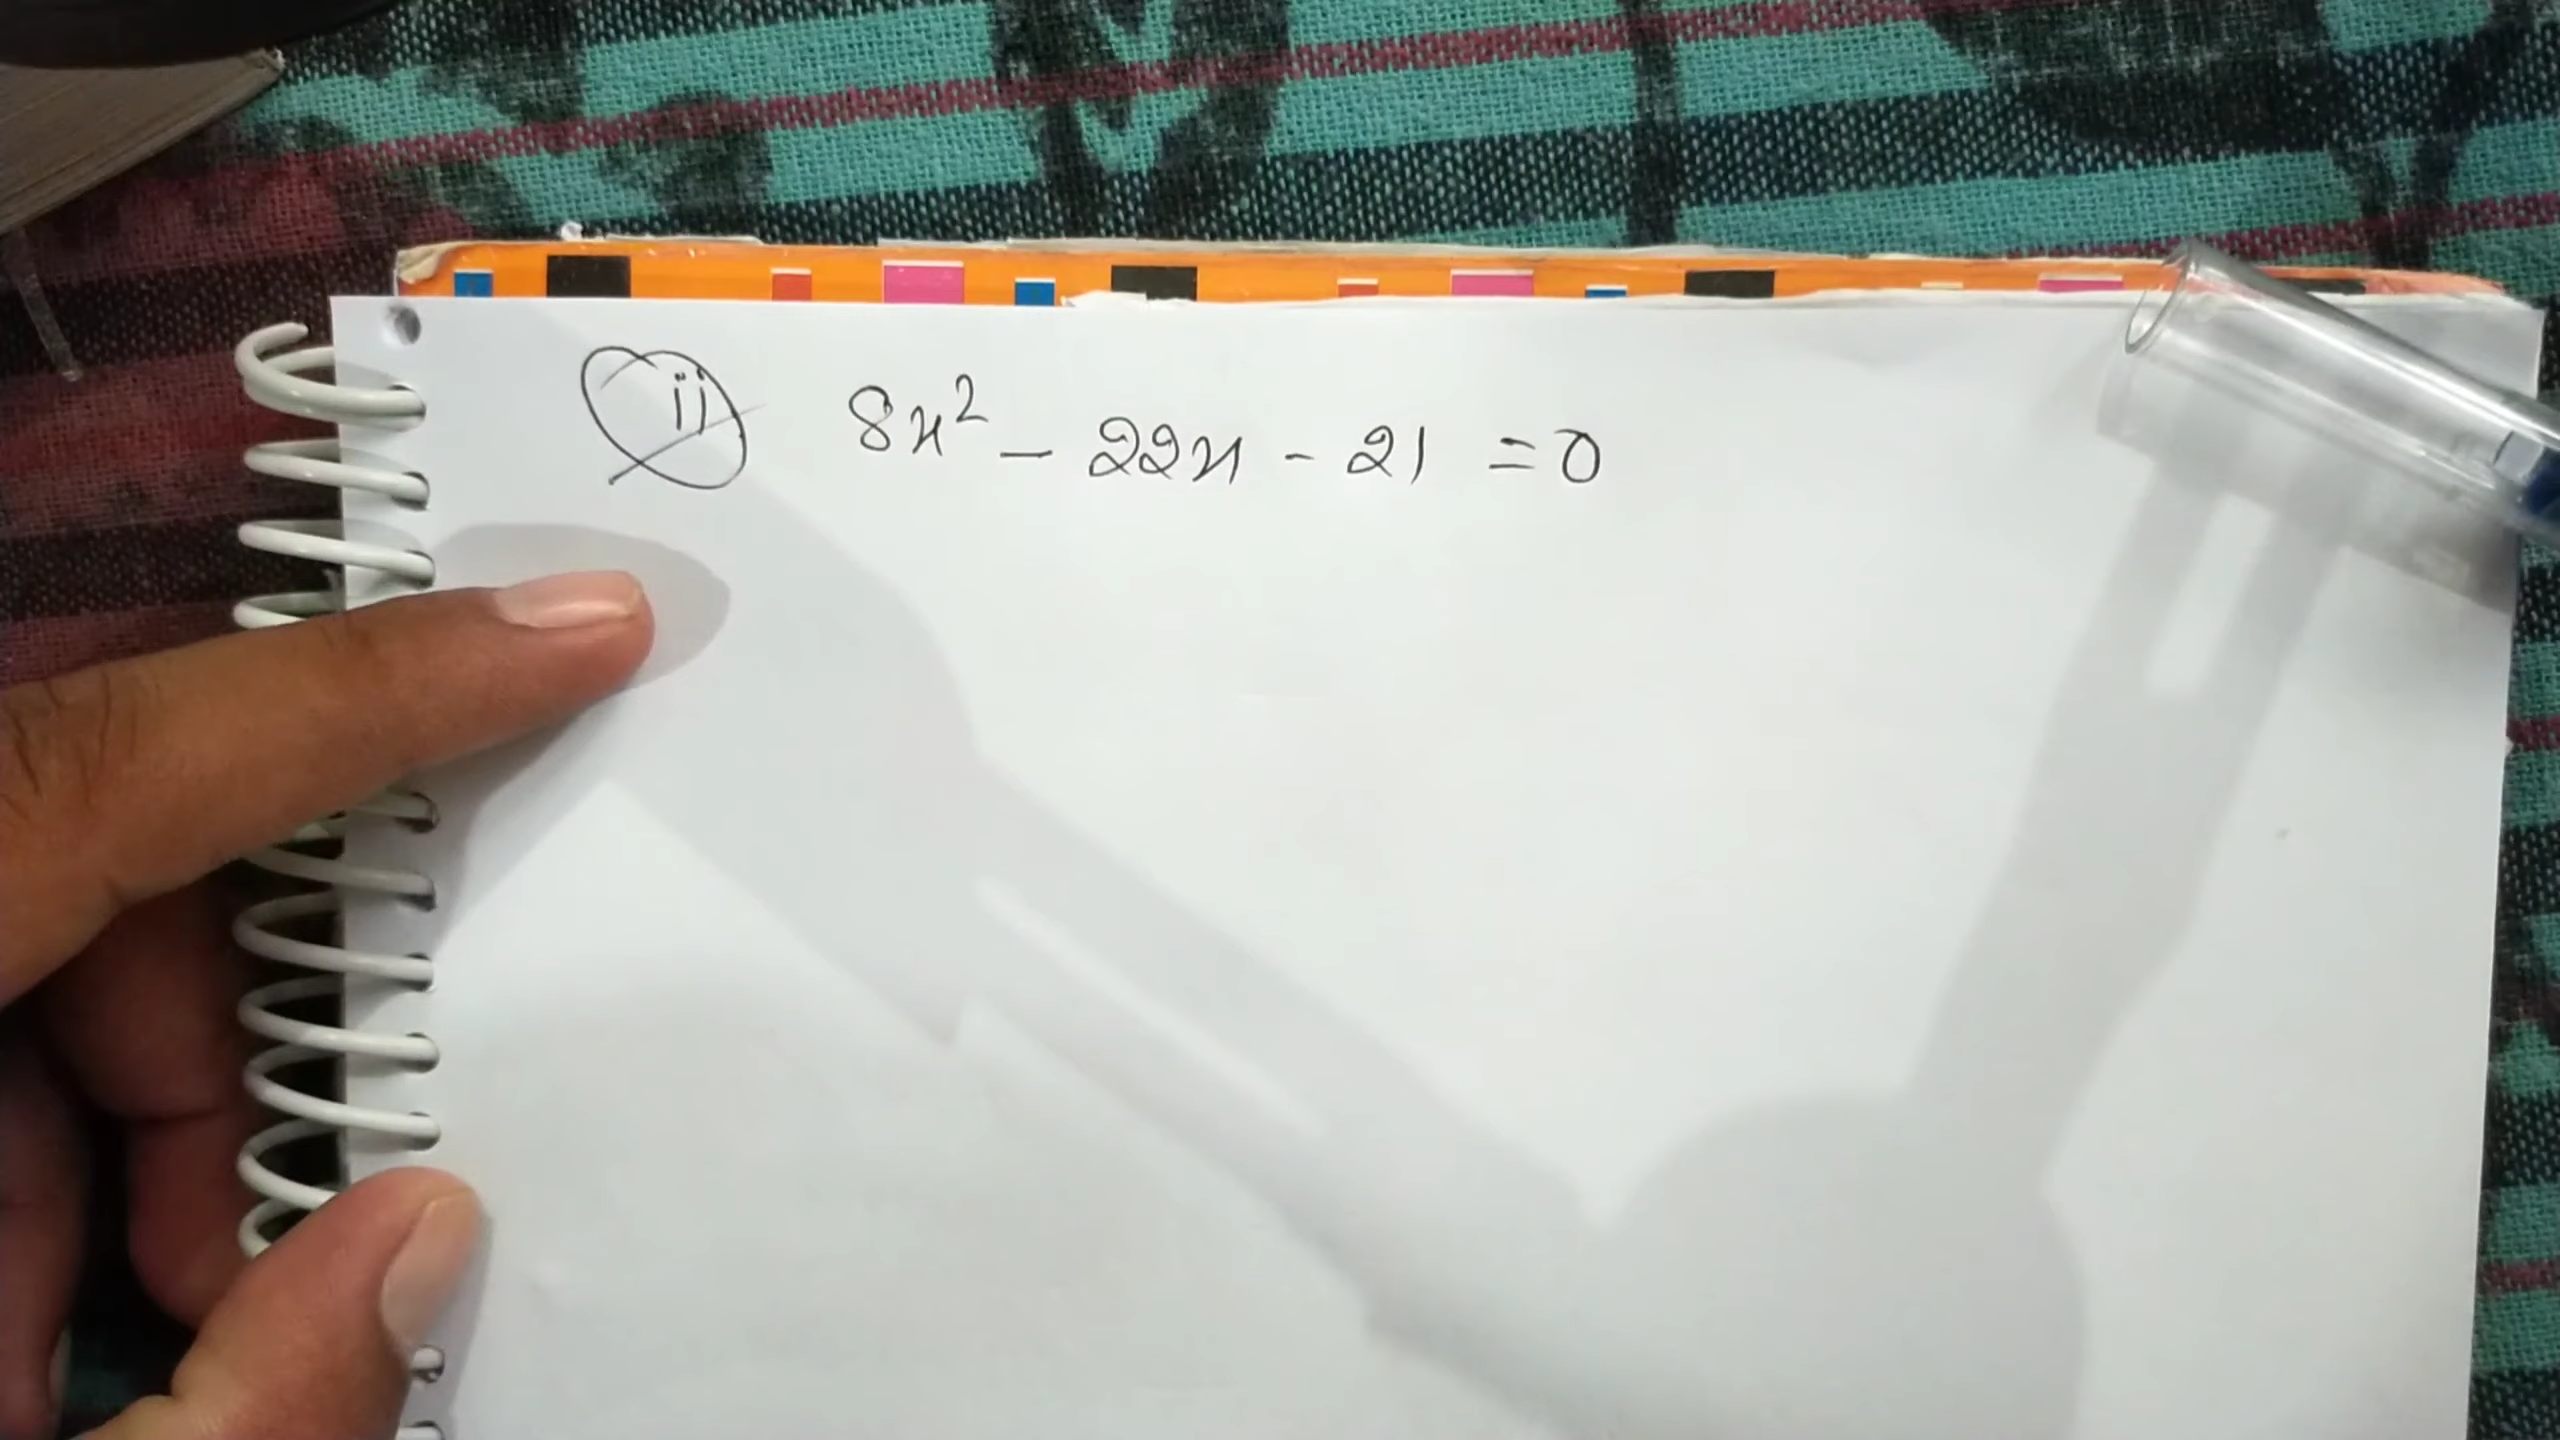 ii 8x² - 22x - 21 = 0